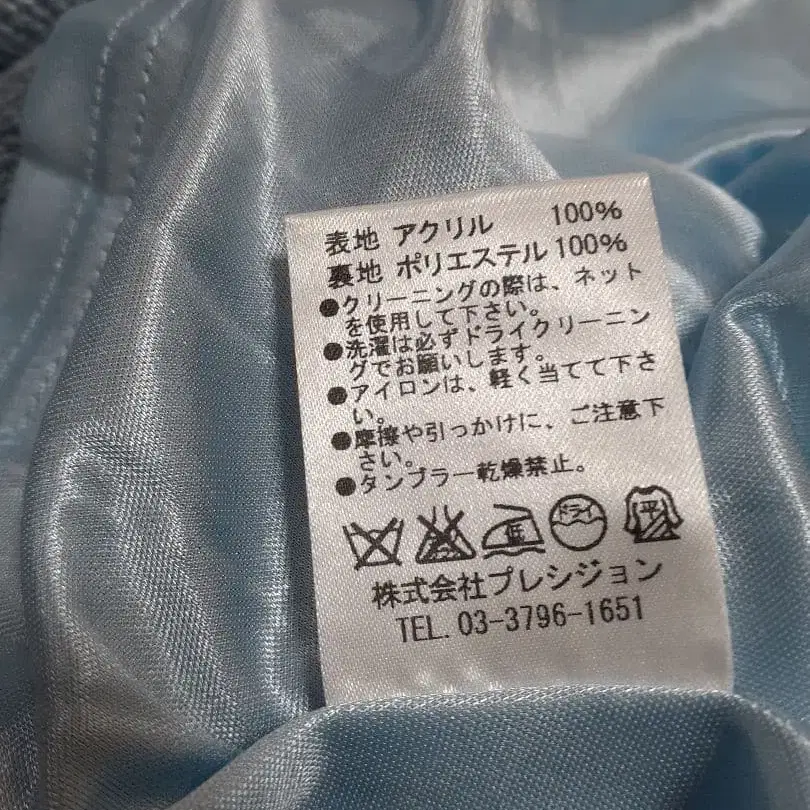 表地 アクリル 100%
裏地 ポリエステル 100%
●クリーニングの際は、ネット
を使用して下さい。
●洗濯は必ずドライクリーニン
グでお願いします。
●アイロンは、軽く当てて下さ
い。
●摩擦や引っかけに、ご注意下
さい。
●タンブラー乾燥禁止。
低 ドライ 平
株式会社プレシジョン
TEL. 03-3796-1651